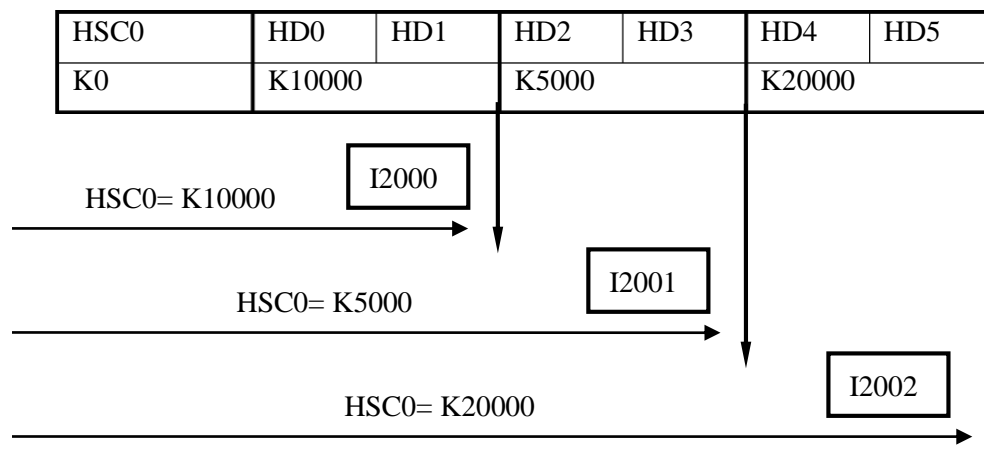 HSC0 HD0 HD1 HD2 HD3 HD4 HD5
K0 K10000 K5000 K20000
I2000
HSC0= K10000
I2001
HSC0= K5000
I2002
HSC0= K20000